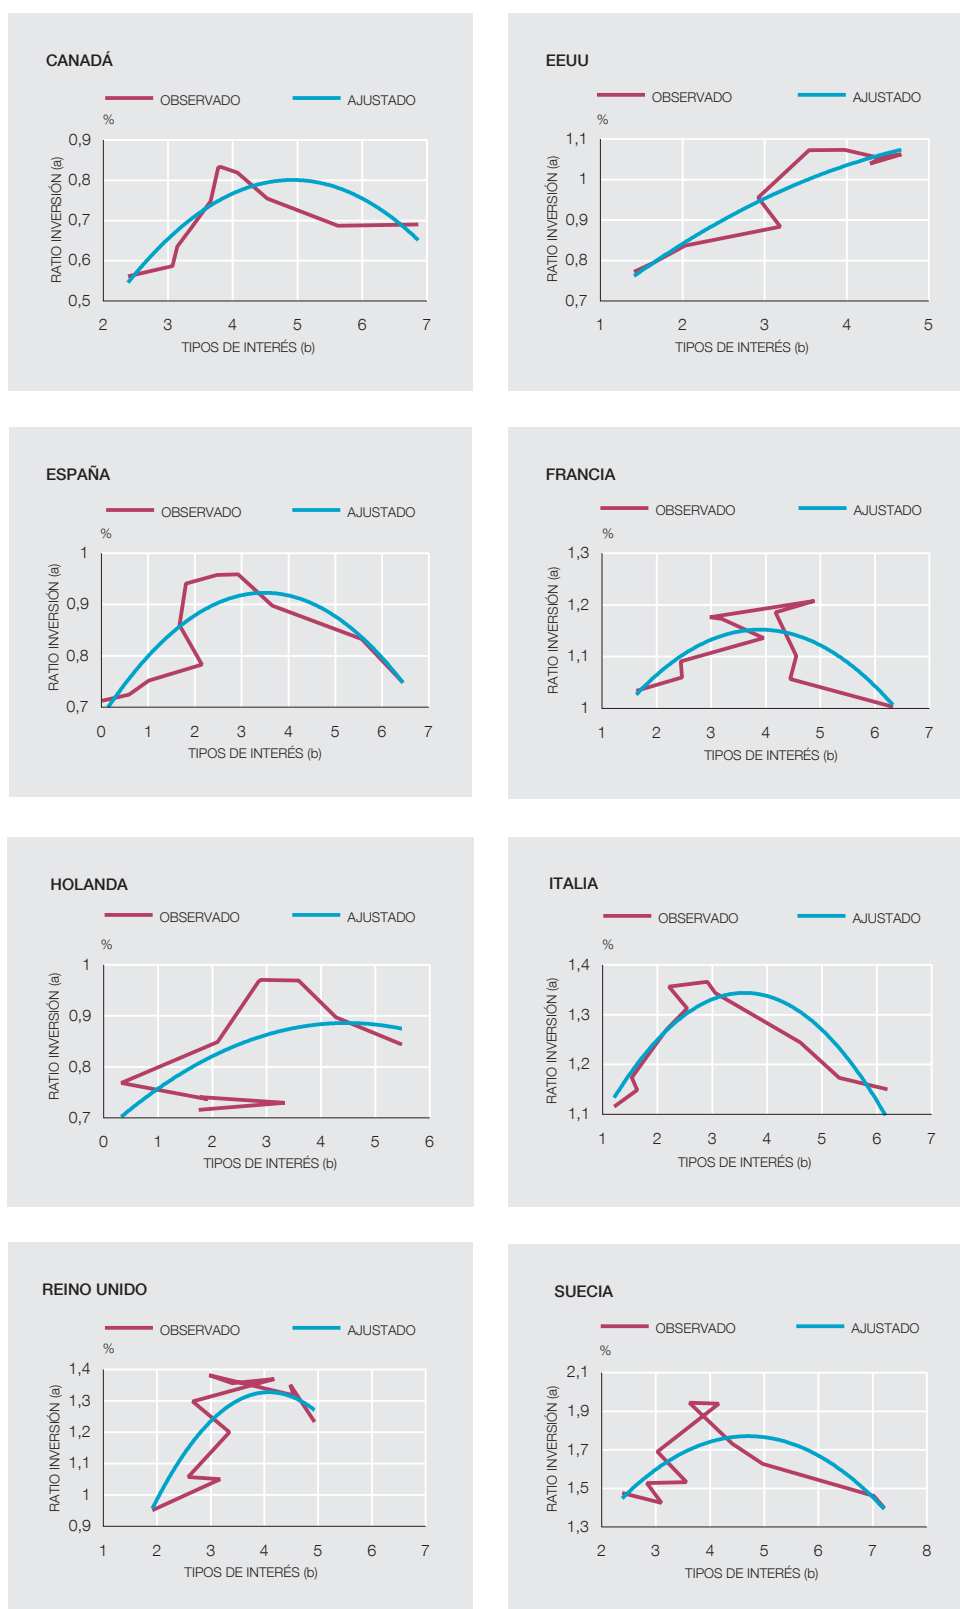 CANADÁ
OBSERVADO AJUSTADO
%
RATIO INVERSIÓN (a)
0,9
0,8
0,7
0,6
0,5
2 3 4 5 6 7
TIPOS DE INTERÉS (b)
EEUU
OBSERVADO AJUSTADO
%
RATIO INVERSIÓN (a)
1,1
1
0,9
0,8
0,7
1 2 3 4 5
TIPOS DE INTERÉS (b)
ESPAÑA
OBSERVADO AJUSTADO
%
RATIO INVERSIÓN (a)
1
0,9
0,8
0,7
0 1 2 3 4 5 6 7
TIPOS DE INTERÉS (b)
FRANCIA
OBSERVADO AJUSTADO
%
RATIO INVERSIÓN (a)
1,3
1,2
1,1
1
1 2 3 4 5 6 7
TIPOS DE INTERÉS (b)
HOLANDA
OBSERVADO AJUSTADO
%
RATIO INVERSIÓN (a)
1
0,9
0,8
0,7
0 1 2 3 4 5 6
TIPOS DE INTERÉS (b)
ITALIA
OBSERVADO AJUSTADO
%
RATIO INVERSIÓN (a)
1,4
1,3
1,2
1,1
1 2 3 4 5 6 7
TIPOS DE INTERÉS (b)
REINO UNIDO
OBSERVADO AJUSTADO
%
RATIO INVERSIÓN (a)
1,4
1,3
1,2
1,1
1
0,9
1 2 3 4 5 6 7
TIPOS DE INTERÉS (b)
SUECIA
OBSERVADO AJUSTADO
%
RATIO INVERSIÓN (a)
2,1
1,9
1,7
1,5
1,3
2 3 4 5 6 7 8
TIPOS DE INTERÉS (b)